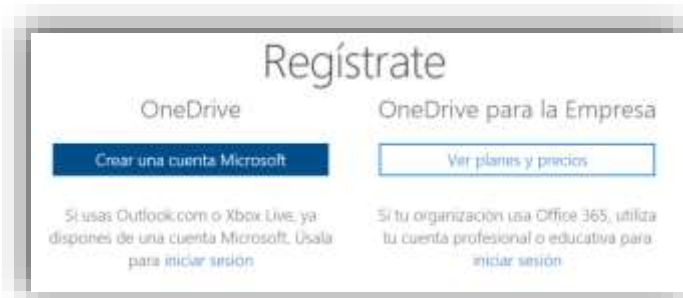 Regístrate
OneDrive
Crear una cuenta Microsoft
Si usas Outlook.com o Xbox Live, ya
dispones de una cuenta Microsoft. Úsala
para iniciar sesión
OneDrive para la Empresa
Ver planes y precios
Si tu organización usa Office 365, utiliza
tu cuenta profesional o educativa para
iniciar sesión